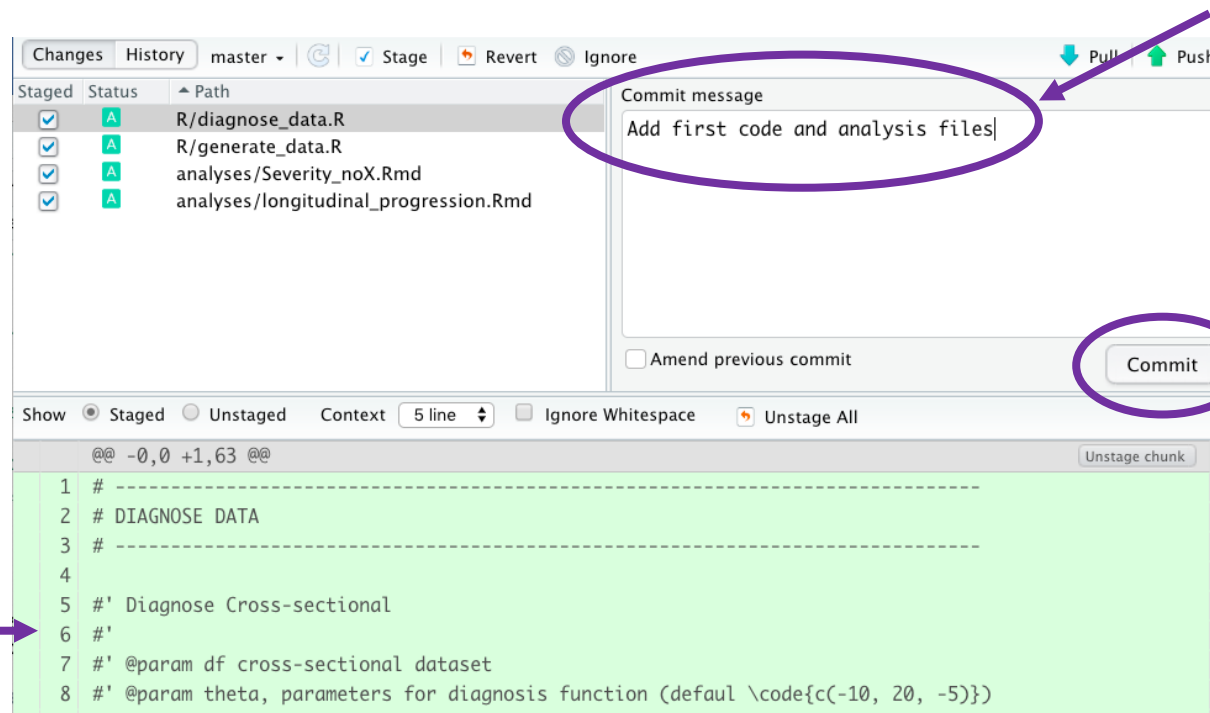 Changes History master Stage Revert Ignore Pull Push
Staged Status Path Commit message
A R/diagnose_data.R
Add first code and analysis files
A R/generate_data.R
A analyses/Severity_noX.Rmd
A analyses/longitudinal_progression.Rmd
Amend previous commit Commit
Show Staged Unstaged Context 5 line Ignore Whitespace Unstage All
@@ -0,0 +1,63 @@ Unstage chunk
1 # ------------------------------------------------------------------------------
2 # DIAGNOSE DATA
3 # ------------------------------------------------------------------------------
4
5 #' Diagnose Cross-sectional
6 #'
7 #' @param df cross-sectional dataset
8 #' @param theta, parameters for diagnosis function (defaul \code{c(-10, 20, -5)})